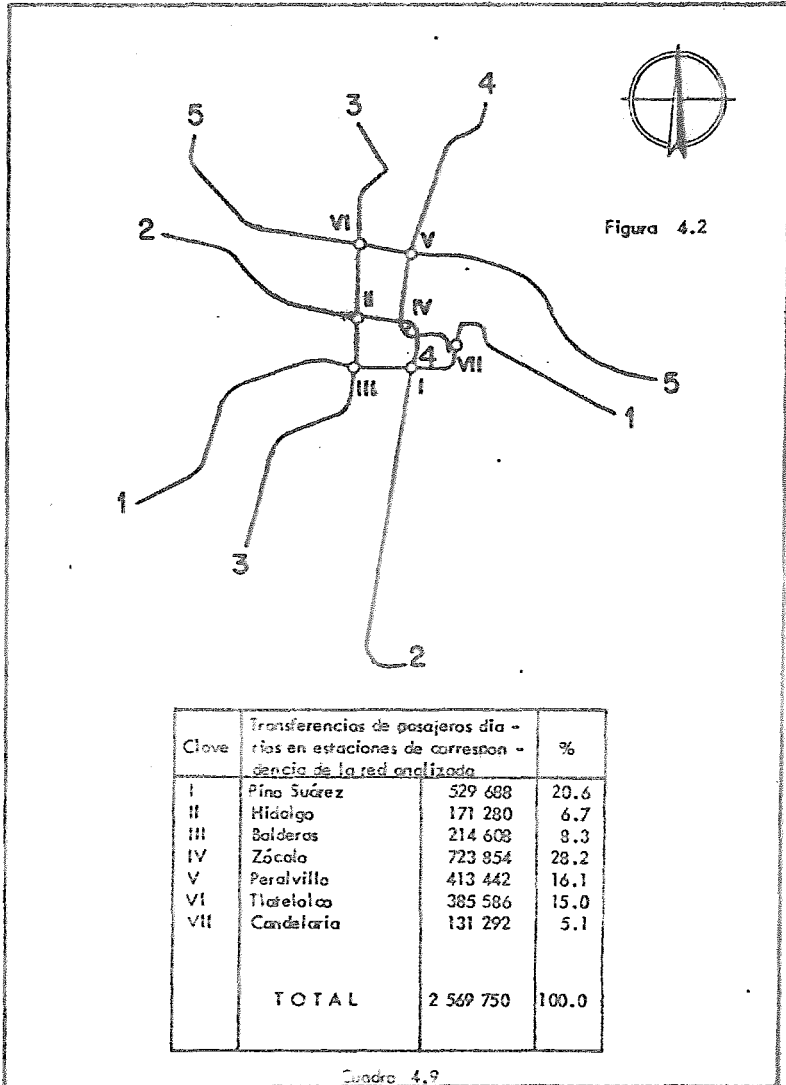 4
3
5
Figura 4.2
VI
V
2
II
IV
4
VII
III
I
5
1
1
3
2
Clave
Transferencias de pasajeros dia -
rios en estaciones de correspon -
dencia de la red analizada
%
I Pino Suárez 529 688 20.6
II Hidalgo 171 280 6.7
III Balderas 214 608 8.3
IV Zócalo 723 854 28.2
V Peralvillo 413 442 16.1
VI Tlatelolco 385 586 15.0
VII Candelaria 131 292 5.1
TOTAL 2 569 750 100.0
Cuadro 4.9